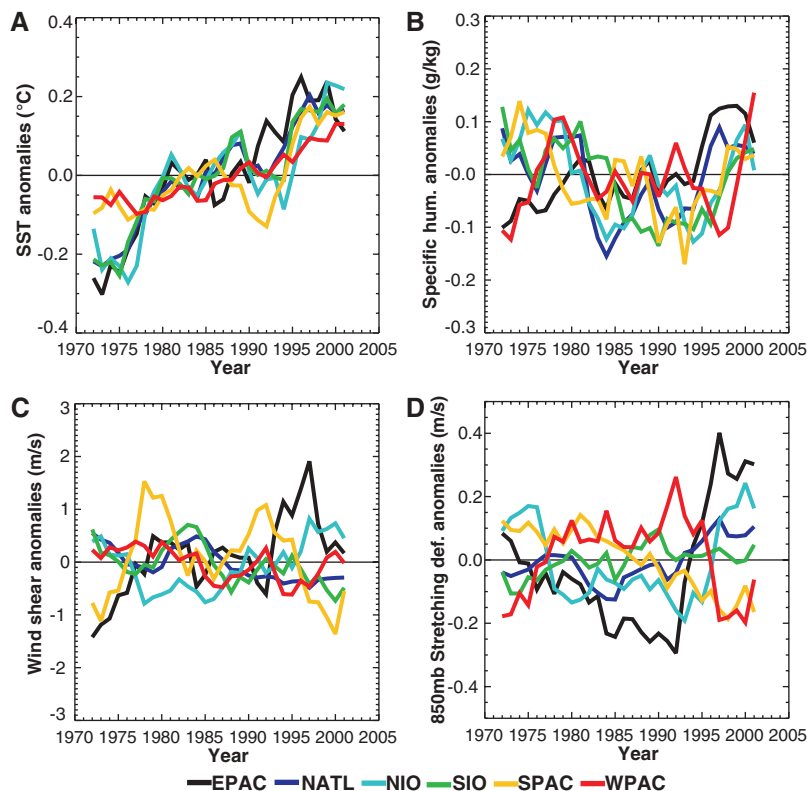 A
SST anomalies (°C)
0.4
0.2
0.0
-0.2
-0.4
1970 1975 1980 1985 1990 1995 2000 2005
Year
B
Specific hum. anomalies (g/kg)
0.3
0.2
0.1
-0.0
-0.1
-0.2
-0.3
1970 1975 1980 1985 1990 1995 2000 2005
Year
C
Wind shear anomalies (m/s)
3
2
1
0
-1
-2
-3
1970 1975 1980 1985 1990 1995 2000 2005
Year
D
850mb Stretching def. anomalies (m/s)
0.4
0.2
0.0
-0.2
-0.4
1970 1975 1980 1985 1990 1995 2000 2005
Year
EPAC NATL NIO SIO SPAC WPAC